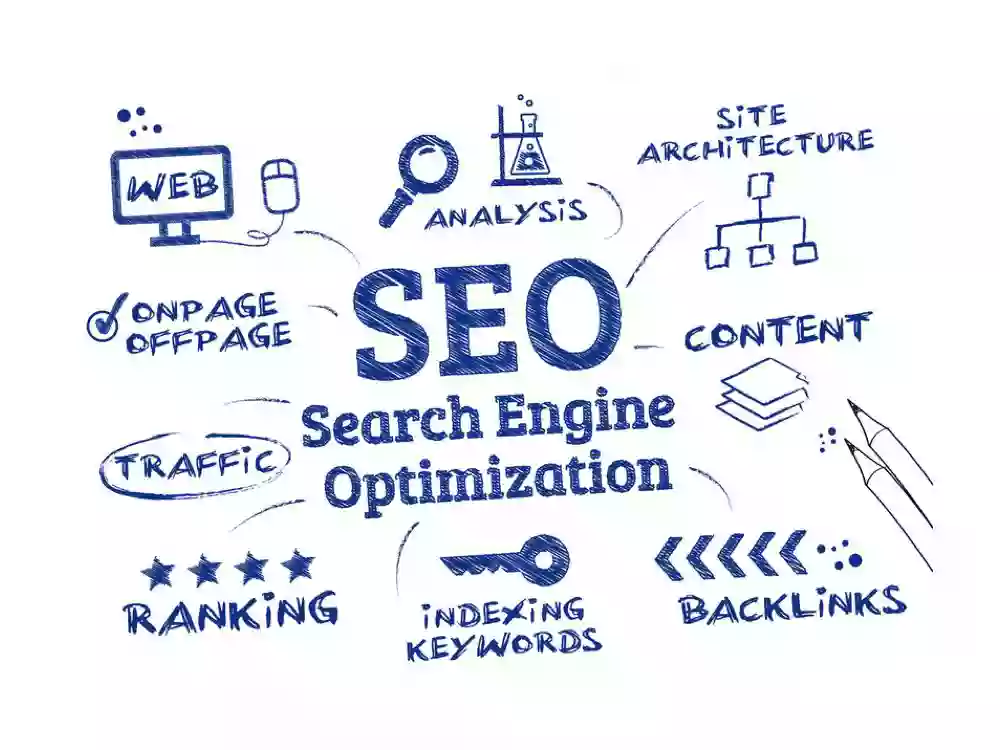 WEB
ANALYSIS
SITE
ARCHITECTURE
ONPAGE
OFFPAGE
SEO
Search Engine
Optimization
CONTENT
TRAFFIC
RANKING
INDEXING
KEYWORDS
BACKLINKS